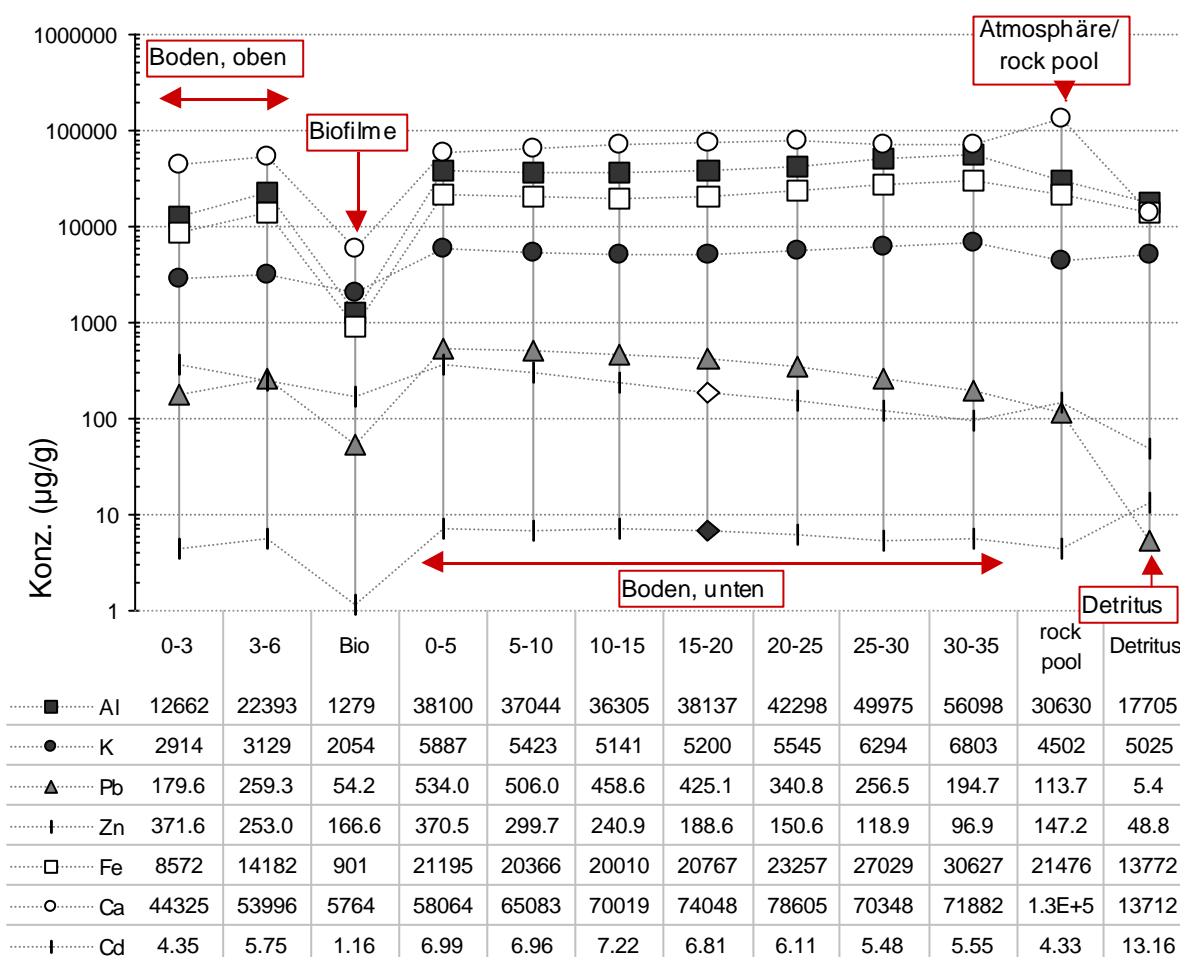 1000000
100000
10000
1000
100
10
1
Konz. (µg/g)
Boden, oben
Biofilme
Atmosphäre/
rock pool
Boden, unten
Detritus
0-3 3-6 Bio 0-5 5-10 10-15 15-20 20-25 25-30 30-35 rock pool Detritus
Al 12662 22393 1279 38100 37044 36305 38137 42298 49975 56098 30630 17705
K 2914 3129 2054 5887 5423 5141 5200 5545 6294 6803 4502 5025
Pb 179.6 259.3 54.2 534.0 506.0 458.6 425.1 340.8 256.5 194.7 113.7 5.4
Zn 371.6 253.0 166.6 370.5 299.7 240.9 188.6 150.6 118.9 96.9 147.2 48.8
Fe 8572 14182 901 21195 20366 20010 20767 23257 27029 30627 21476 13772
Ca 44325 53996 5764 58064 65083 70019 74048 78605 70348 71882 1.3E+5 13712
Cd 4.35 5.75 1.16 6.99 6.96 7.22 6.81 6.11 5.48 5.55 4.33 13.16